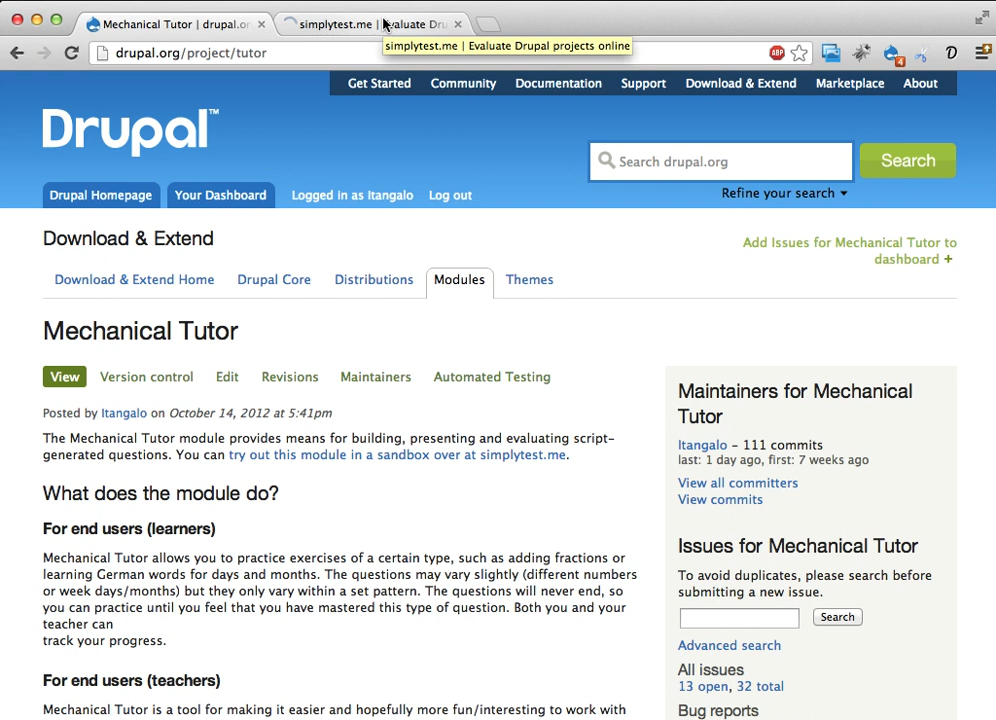 Mechanical Tutor | drupal.or
simplytest.me | Evaluate Dru
simplytest.me | Evaluate Drupal projects online
drupal.org/project/tutor
ABP
4
D
Get Started
Community
Documentation
Support
Download & Extend
Marketplace
About
Drupal™
Search drupal.org
Search
Refine your search
Drupal Homepage
Your Dashboard
Logged in as Itangalo
Log out
Download & Extend
Add Issues for Mechanical Tutor to
dashboard +
Download & Extend Home
Drupal Core
Distributions
Modules
Themes
Mechanical Tutor
View
Version control
Edit
Revisions
Maintainers
Automated Testing
Posted by Itangalo on October 14, 2012 at 5:41pm
The Mechanical Tutor module provides means for building, presenting and evaluating script-
generated questions. You can try out this module in a sandbox over at simplytest.me.
What does the module do?
For end users (learners)
Mechanical Tutor allows you to practice exercises of a certain type, such as adding fractions or
learning German words for days and months. The questions may vary slightly (different numbers
or week days/months) but they only vary within a set pattern. The questions will never end, so
you can practice until you feel that you have mastered this type of question. Both you and your
teacher can
track your progress.
For end users (teachers)
Mechanical Tutor is a tool for making it easier and hopefully more fun/interesting to work with
Maintainers for Mechanical
Tutor
Itangalo – 111 commits
last: 1 day ago, first: 7 weeks ago
View all committers
View commits
Issues for Mechanical Tutor
To avoid duplicates, please search before
submitting a new issue.
Search
Advanced search
All issues
13 open, 32 total
Bug reports